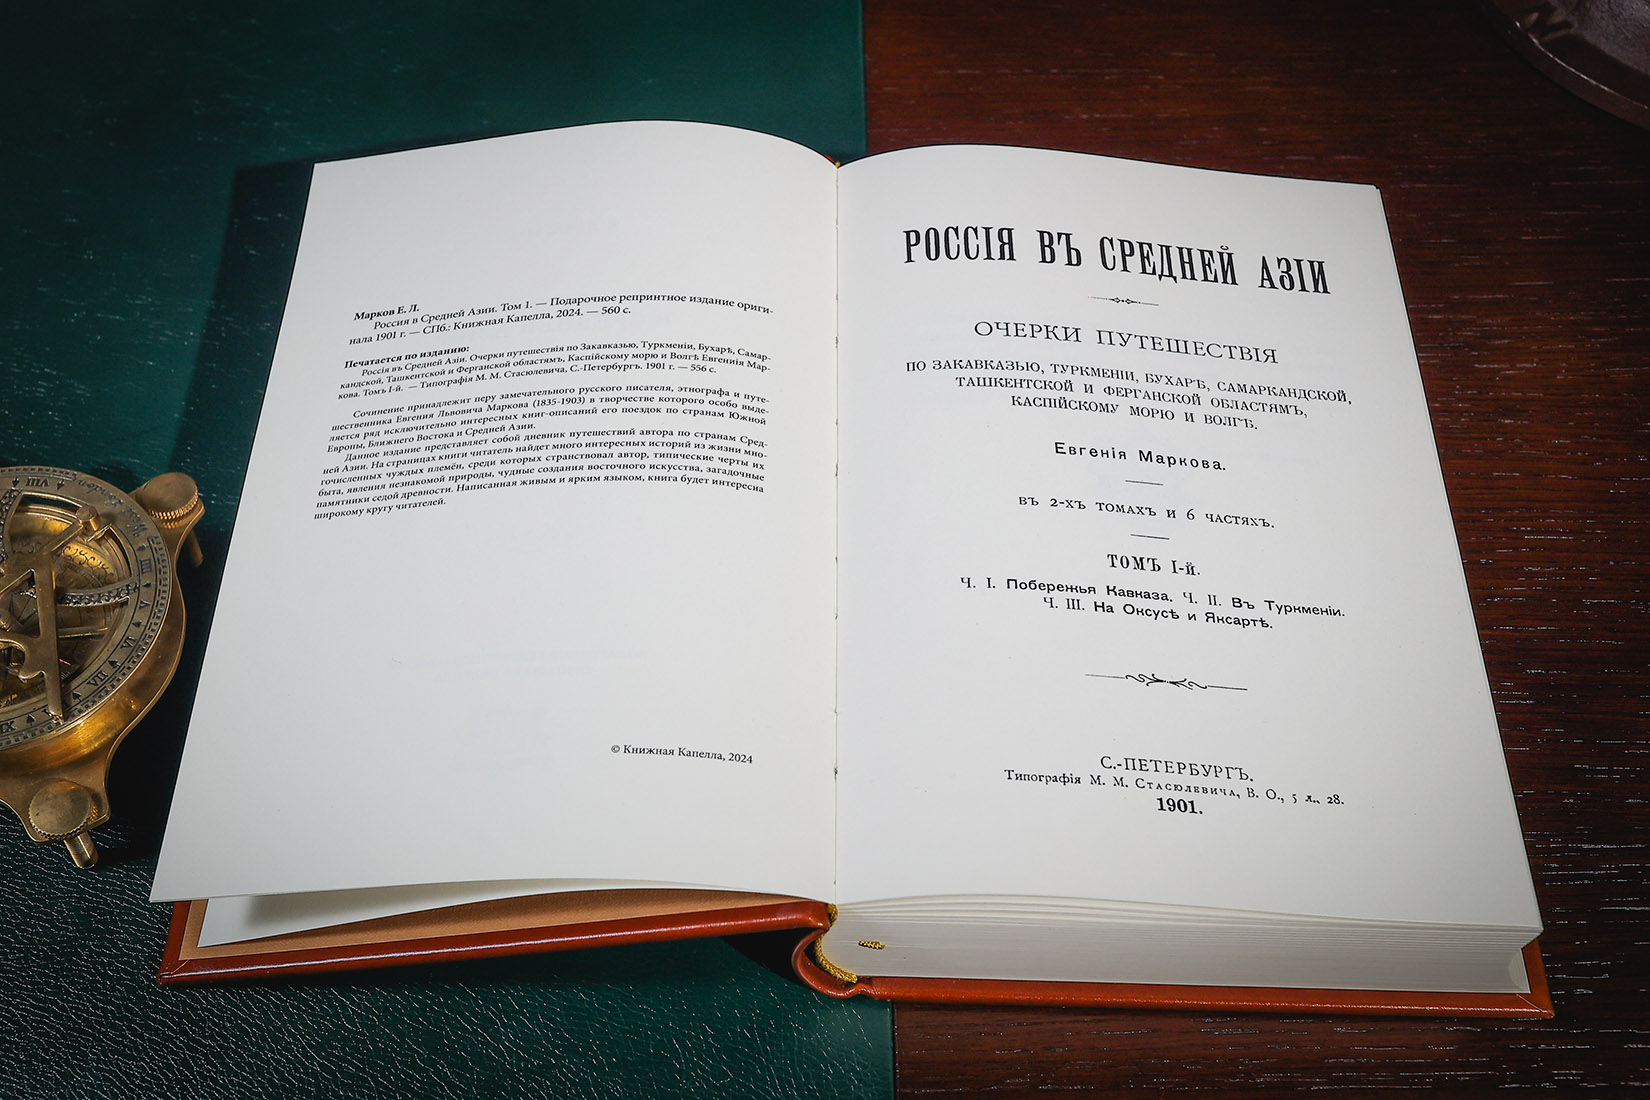 Марков Е. Л.
Россия в Средней Азии. Том 1. — Подарочное репринтное издание ориги-
нала 1901 г. — СПб.: Книжная Капелла, 2024. — 560 с.
Печатается по изданию:
Россія въ Средней Азіи. Очерки путешествія по Закавказью, Туркменіи, Бухарѣ, Самар-
кандской, Ташкентской и Ферганской областямъ, Каспійскому морю и Волгѣ Евгенія Мар-
кова. Томъ I-й. — Типографія М. М. Стасюлевича, С.-Петербургъ. 1901 г. — 556 с.
Сочинение принадлежит перу замечательного русского писателя, этнографа и путе-
шественника Евгения Львовича Маркова (1835-1903) в творчестве которого особо выде-
ляется ряд исключительно интересных книг-описаний его поездок по странам Южной
Европы, Ближнего Востока и Средней Азии.
Данное издание представляет собой дневник путешествий автора по странам Сред-
ней Азии. На страницах книги читатель найдет много интересных историй из жизни мно-
гочисленных чуждых племён, среди которых странствовал автор, типические черты их
быта, явления незнакомой природы, чудные создания восточного искусства, загадочные
памятники седой древности. Написанная живым и ярким языком, книга будет интересна
широкому кругу читателей.
© Книжная Капелла, 2024
РОССІЯ ВЪ СРЕДНЕЙ АЗІИ
ОЧЕРКИ ПУТЕШЕСТВІЯ
ПО ЗАКАВКАЗЬЮ, ТУРКМЕНІИ, БУХАРѢ, САМАРКАНДСКОЙ,
ТАШКЕНТСКОЙ И ФЕРГАНСКОЙ ОБЛАСТЯМЪ,
КАСПІЙСКОМУ МОРЮ И ВОЛГѢ.
Евгенія Маркова.
ВЪ 2-ХЪ ТОМАХЪ И 6 ЧАСТЯХЪ.
ТОМЪ I-й.
Ч. I. Побережья Кавказа. Ч. II. Въ Туркменіи.
Ч. III. На Оксусѣ и Яксартѣ.
С.-ПЕТЕРБУРГЪ.
Типографія М. М. Стасюлевича, В. О., 5 л., 28.
1901.